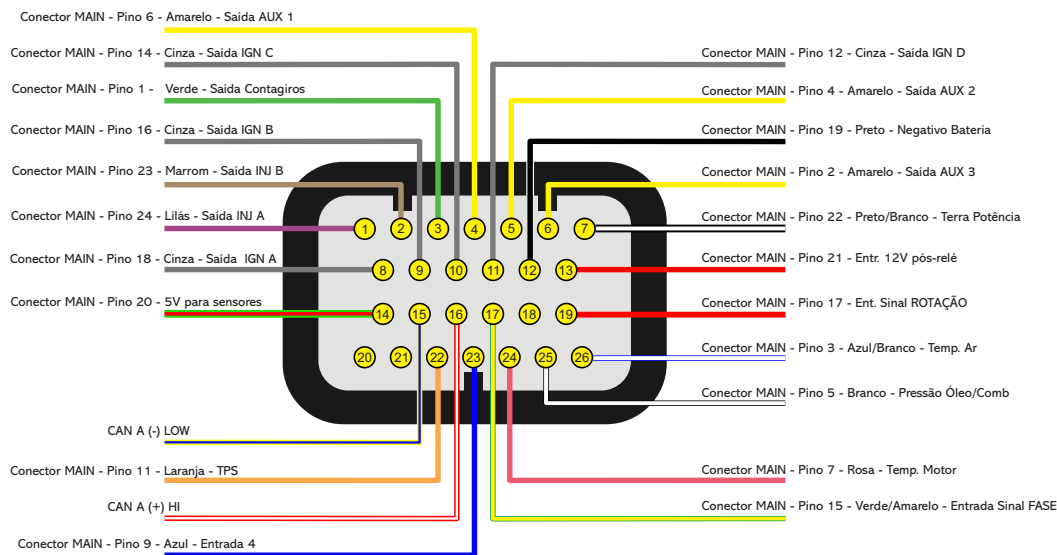 Conector MAIN - Pino 6 - Amarelo - Saída AUX 1
Conector MAIN - Pino 14 - Cinza - Saída IGN C
Conector MAIN - Pino 1 - Verde - Saída Contagiros
Conector MAIN - Pino 16 - Cinza - Saída IGN B
Conector MAIN - Pino 23 - Marrom - Saída INJ B
Conector MAIN - Pino 24 - Lilás - Saída INJ A
Conector MAIN - Pino 18 - Cinza - Saída IGN A
Conector MAIN - Pino 20 - 5V para sensores
CAN A (-) LOW
Conector MAIN - Pino 11 - Laranja - TPS
CAN A (+) HI
Conector MAIN - Pino 9 - Azul - Entrada 4
1 2 3 4 5 6 7
8 9 10 11 12 13
14 15 16 17 18 19
20 21 22 23 24 25 26
Conector MAIN - Pino 12 - Cinza - Saída IGN D
Conector MAIN - Pino 4 - Amarelo - Saída AUX 2
Conector MAIN - Pino 19 - Preto - Negativo Bateria
Conector MAIN - Pino 2 - Amarelo - Saída AUX 3
Conector MAIN - Pino 22 - Preto/Branco - Terra Potência
Conector MAIN - Pino 21 - Entr. 12V pós-relé
Conector MAIN - Pino 17 - Ent. Sinal ROTAÇÃO
Conector MAIN - Pino 3 - Azul/Branco - Temp. Ar
Conector MAIN - Pino 5 - Branco - Pressão Óleo/Comb
Conector MAIN - Pino 7 - Rosa - Temp. Motor
Conector MAIN - Pino 15 - Verde/Amarelo - Entrada Sinal FASE